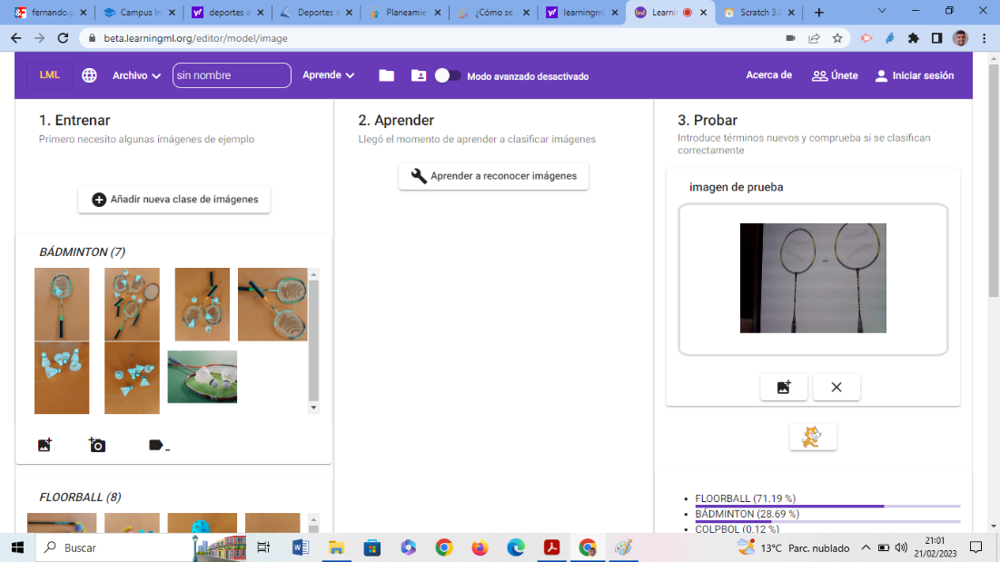 fernando.g
Campus In
deportes a
Deportes a
Planeamie
¿Cómo se
learningml
Learni
Scratch 3.0
beta.learningml.org/editor/model/image
LML
Archivo
sin nombre
Aprende
Modo avanzado desactivado
Acerca de
Únete
Iniciar sesión
1. Entrenar
Primero necesito algunas imágenes de ejemplo
Añadir nueva clase de imágenes
BÁDMINTON (7)
FLOORBALL (8)
2. Aprender
Llegó el momento de aprender a clasificar imágenes
Aprender a reconocer imágenes
3. Probar
Introduce términos nuevos y comprueba si se clasifican
correctamente
imagen de prueba
FLOORBALL (71.19 %)
BÁDMINTON (28.69 %)
COLPBOL (0.12 %)
Buscar
13°C Parc. nublado
21:01
21/02/2023